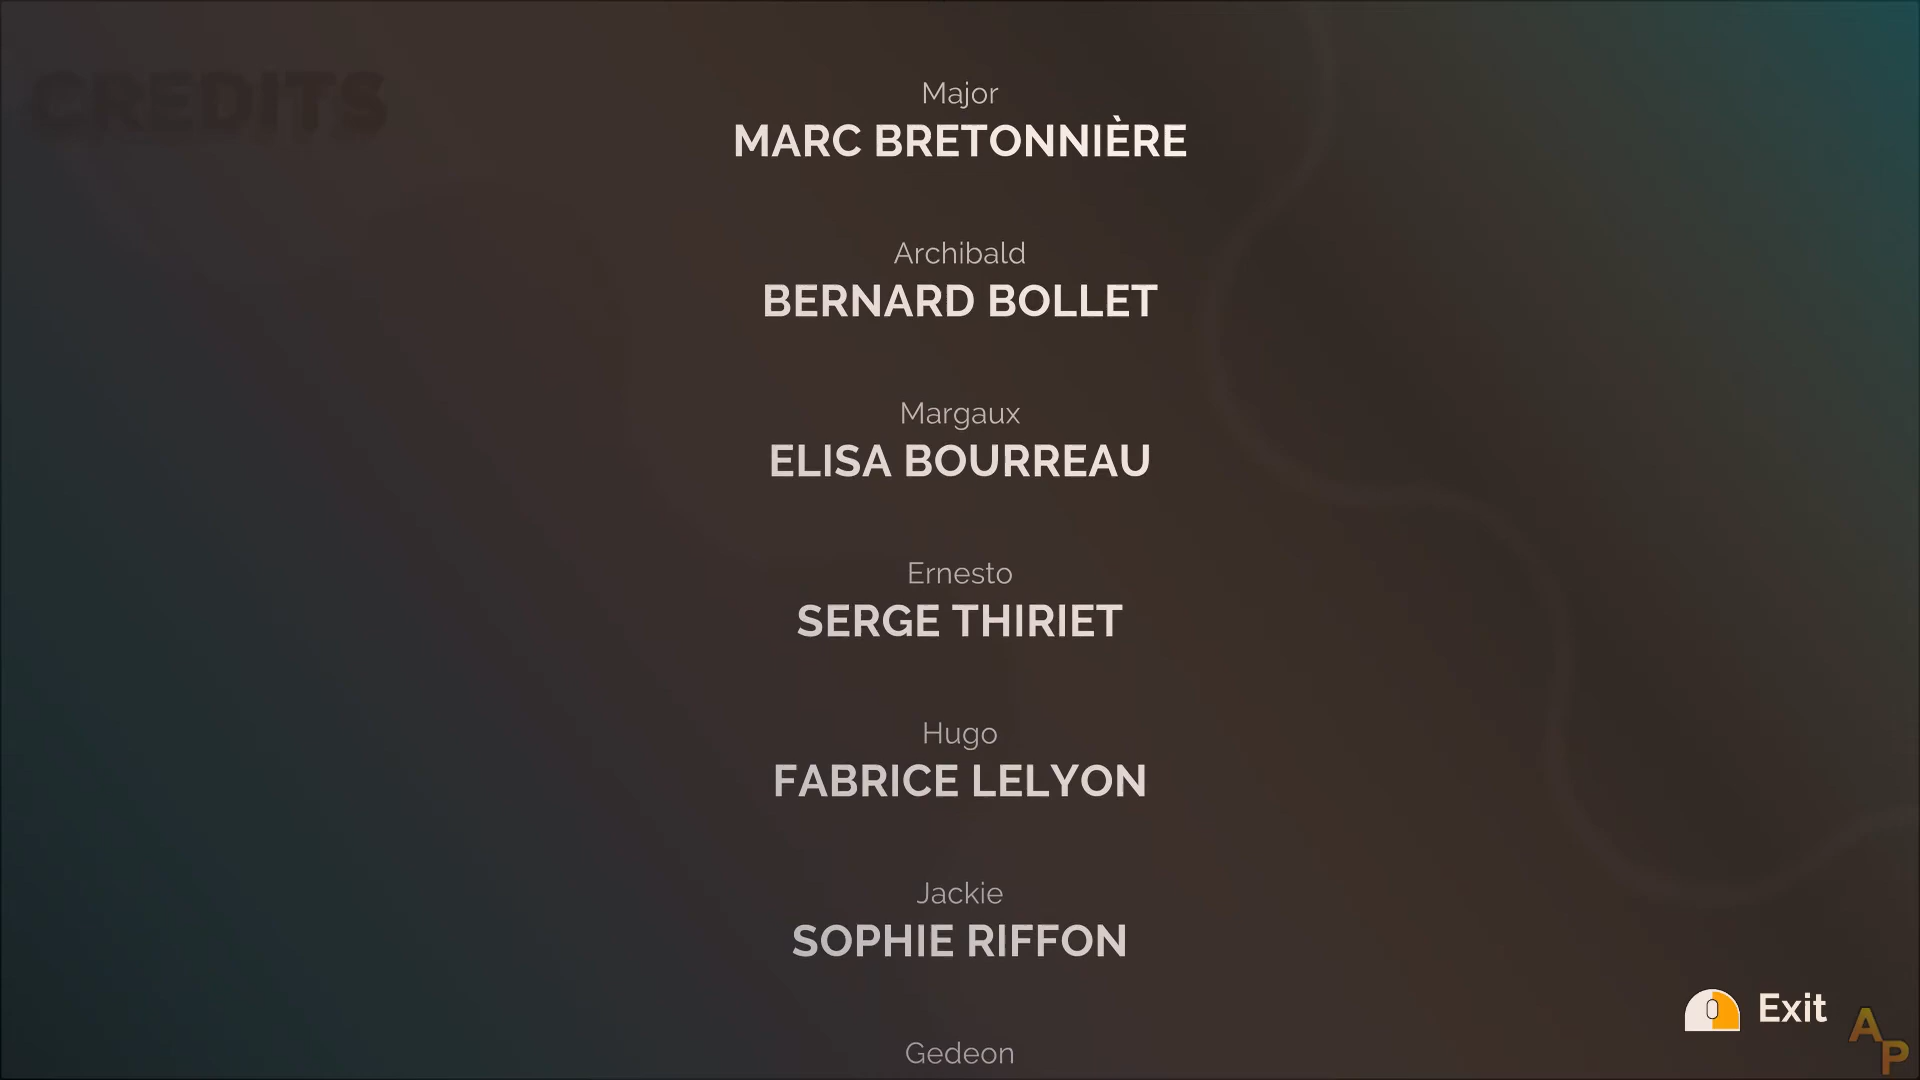 CREDITS
Major
MARC BRETONNIÈRE
Archibald
BERNARD BOLLET
Margaux
ELISA BOURREAU
Ernesto
SERGE THIRIET
Hugo
FABRICE LELYON
Jackie
SOPHIE RIFFON
Gedeon
Exit
AP